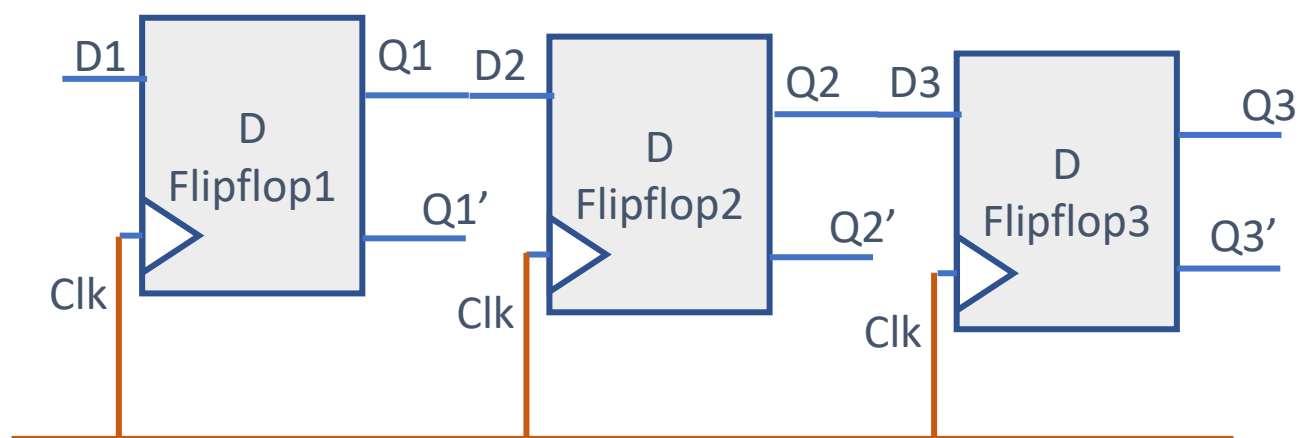 D1
Q1
D2
Q2
D3
Q3
D
Flipflop1
D
Flipflop2
D
Flipflop3
Q1’
Q2’
Q3’
Clk
Clk
Clk